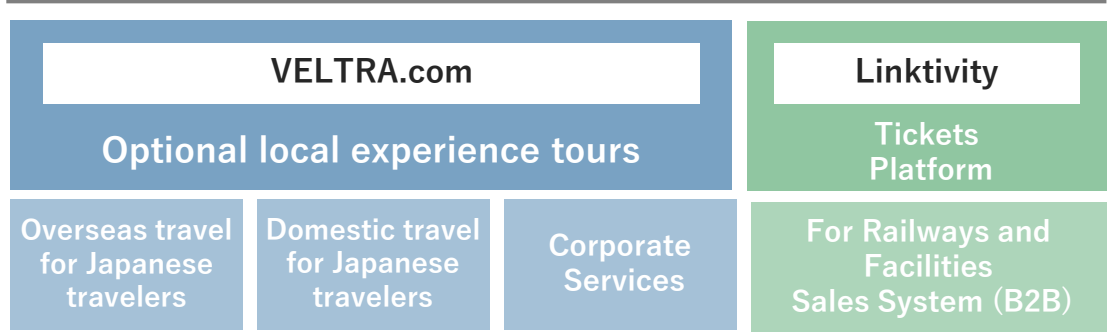 VELTRA.com
Optional local experience tours
Linktivity
Tickets
Platform
Overseas travel
for Japanese
travelers
Domestic travel
for Japanese
travelers
Corporate
Services
For Railways and
Facilities
Sales System (B2B)